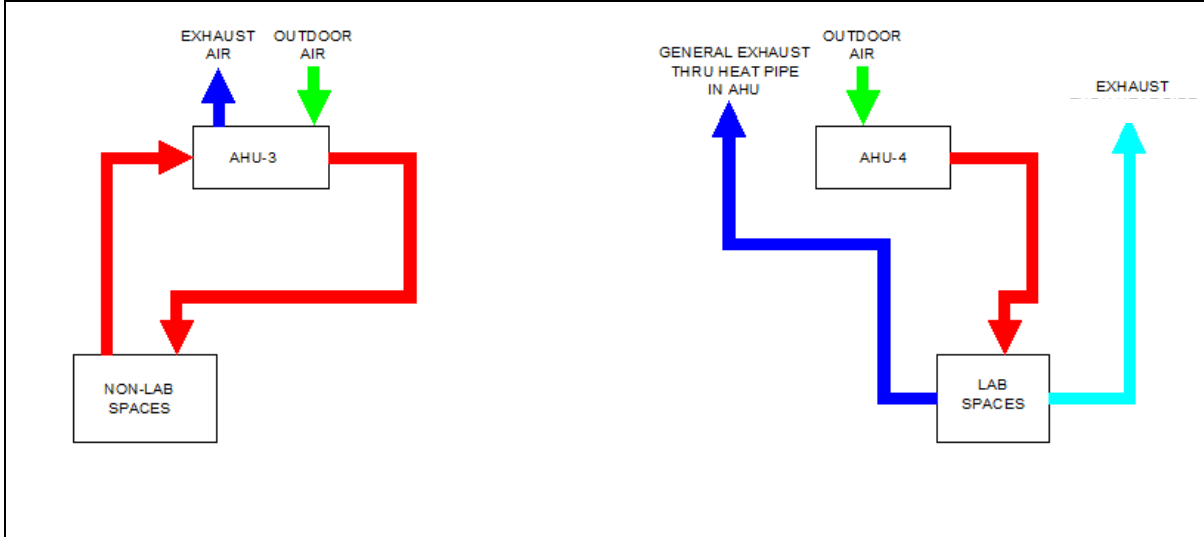 EXHAUST
AIR
OUTDOOR
AIR
AHU-3
NON-LAB
SPACES
GENERAL EXHAUST
THRU HEAT PIPE
IN AHU
OUTDOOR
AIR
AHU-4
EXHAUST
LAB
SPACES